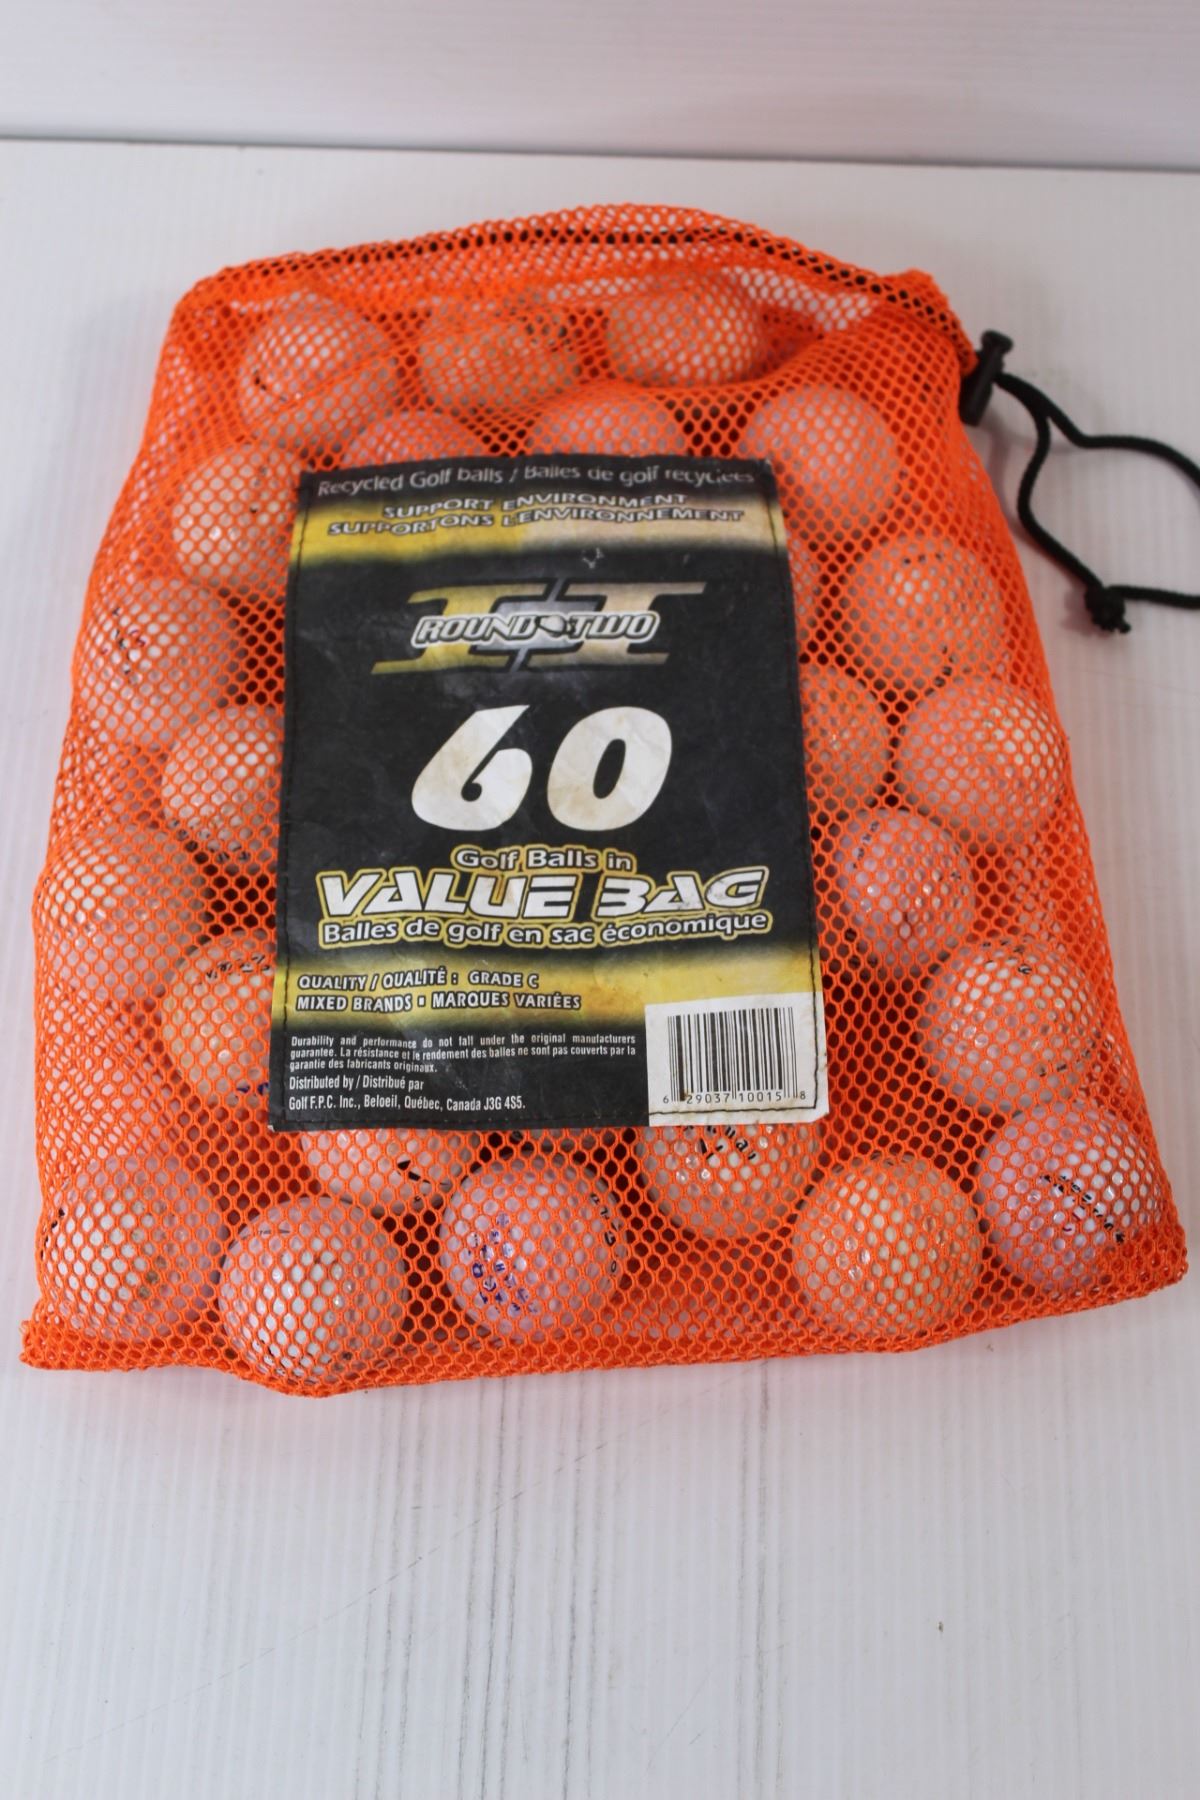 Recycled Golf balls / Balles de golf recyclées
SUPPORT ENVIRONMENT
SUPPORTONS L'ENVIRONNEMENT
ROUND TWO
60
Golf Balls in
VALUE BAG
Balles de golf en sac économique
QUALITY / QUALITÉ : GRADE C
MIXED BRANDS ▪ MARQUES VARIÉES
Durability and performance do not fall under the original manufacturers
guarantee. La résistance et le rendement des balles ne sont pas couverts par la
garantie des fabricants originaux.
Distributed by / Distribué par
Golf F.P.C. Inc., Beloeil, Québec, Canada J3G 4S5.
6 29037 10015 8